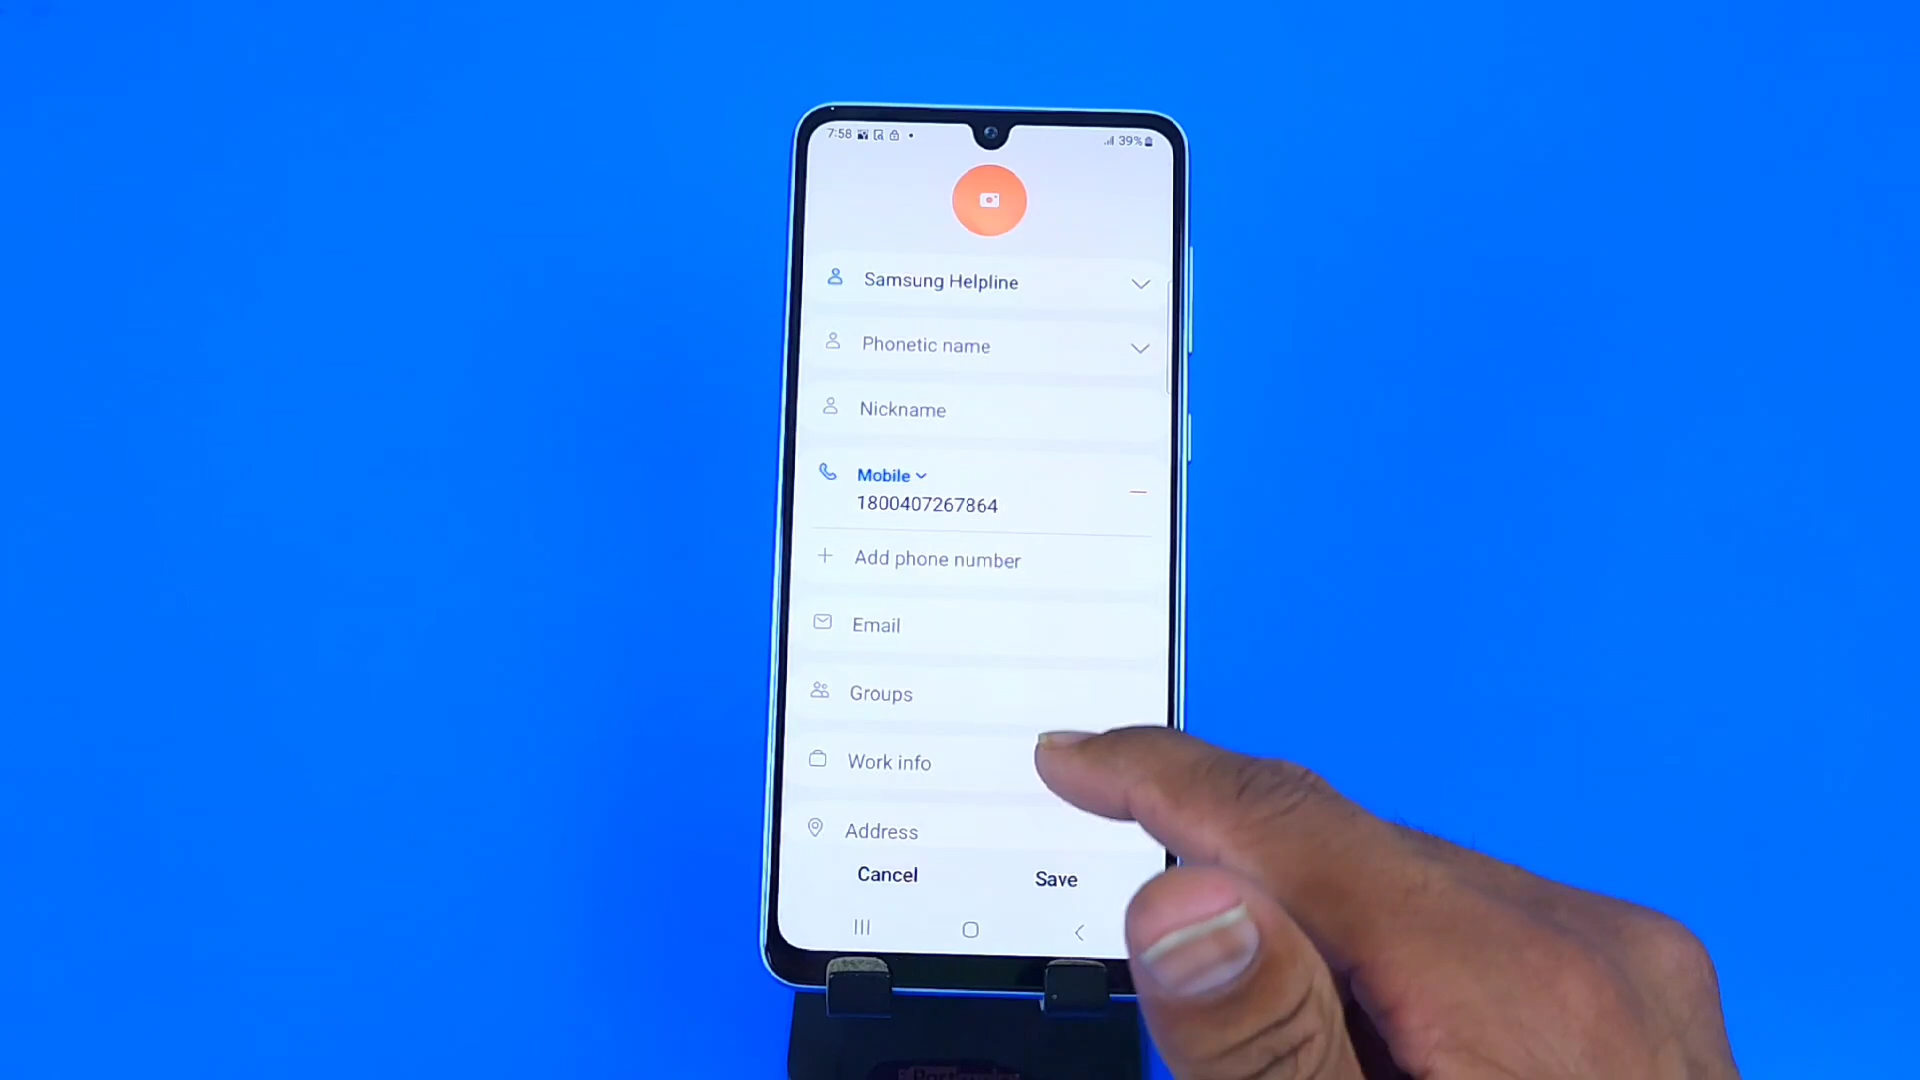 7:58
39%
Samsung Helpline
Phonetic name
Nickname
Mobile
1800407267864
Add phone number
Email
Groups
Work info
Address
Cancel
Save